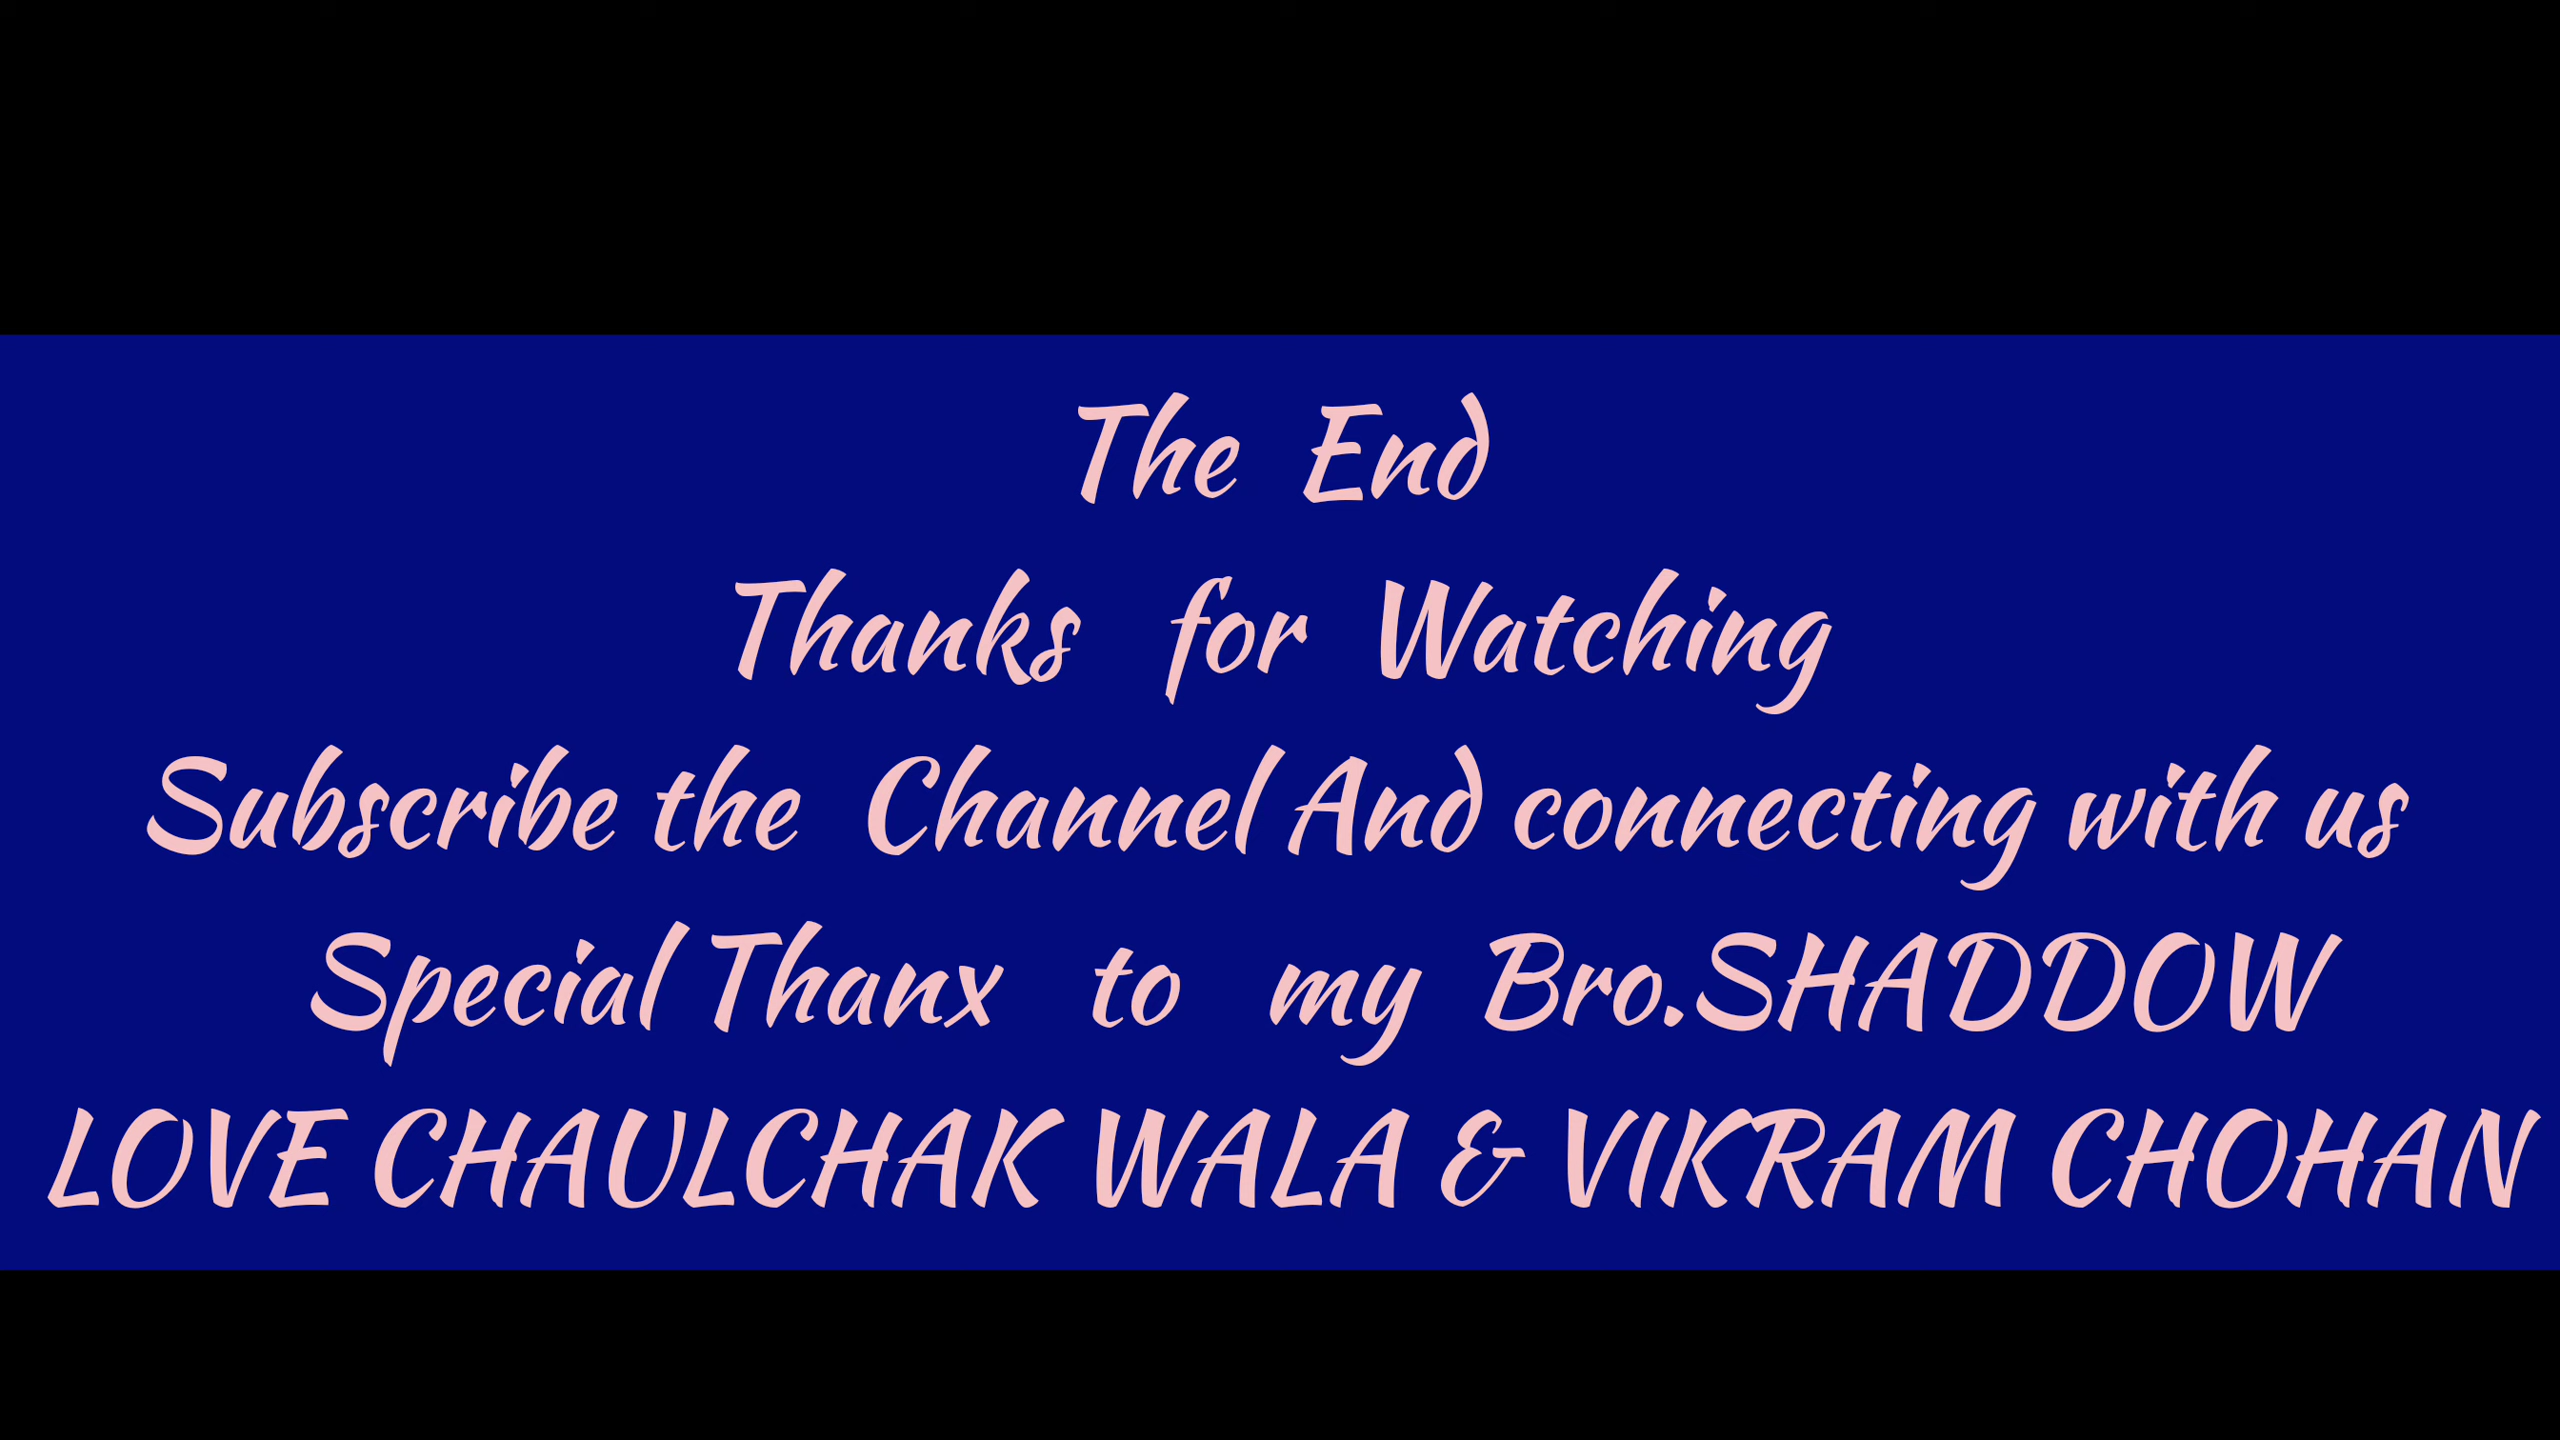 The End
Thanks for Watching
Subscribe the Channel And connecting with us
Special Thanx to my Bro.SHADDOW
LOVE CHAULCHAK WALA & VIKRAM CHOHAN